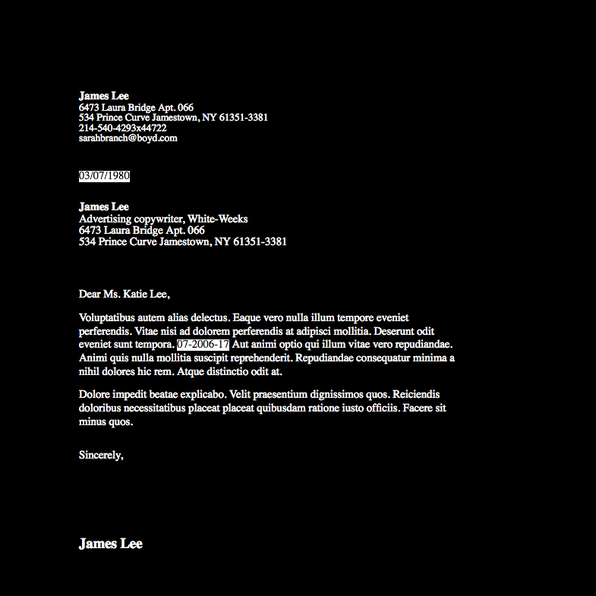 James Lee
6473 Laura Bridge Apt. 066
534 Prince Curve Jamestown, NY 61351-3381
214-540-4293x44722
sarahbranch@boyd.com
03/07/1980
James Lee
Advertising copywriter, White-Weeks
6473 Laura Bridge Apt. 066
534 Prince Curve Jamestown, NY 61351-3381
Dear Ms. Katie Lee,
Voluptatibus autem alias delectus. Eaque vero nulla illum tempore eveniet
perferendis. Vitae nisi ad dolorem perferendis at adipisci mollitia. Deserunt odit
eveniet sunt tempora. 07-2006-17 Aut animi optio qui illum vitae vero repudiandae.
Animi quis nulla mollitia suscipit reprehenderit. Repudiandae consequatur minima a
nihil dolores hic rem. Atque distinctio odit at.
Dolore impedit beatae explicabo. Velit praesentium dignissimos quos. Reiciendis
doloribus necessitatibus placeat placeat quibusdam ratione iusto officiis. Facere sit
minus quos.
Sincerely,
James Lee